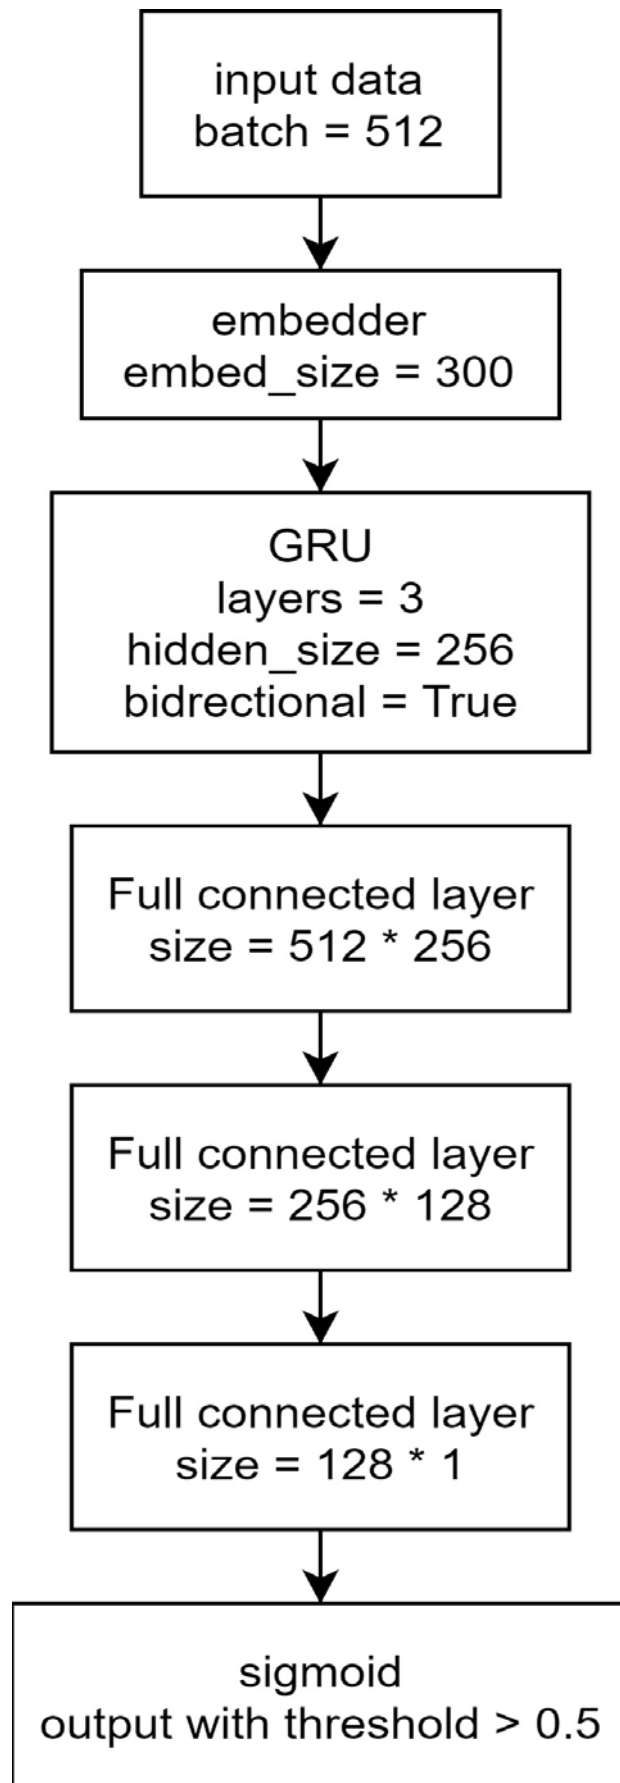 input data
batch = 512
embedder
embed_size = 300
GRU
layers = 3
hidden_size = 256
bidrectional = True
Full connected layer
size = 512 * 256
Full connected layer
size = 256 * 128
Full connected layer
size = 128 * 1
sigmoid
output with threshold > 0.5